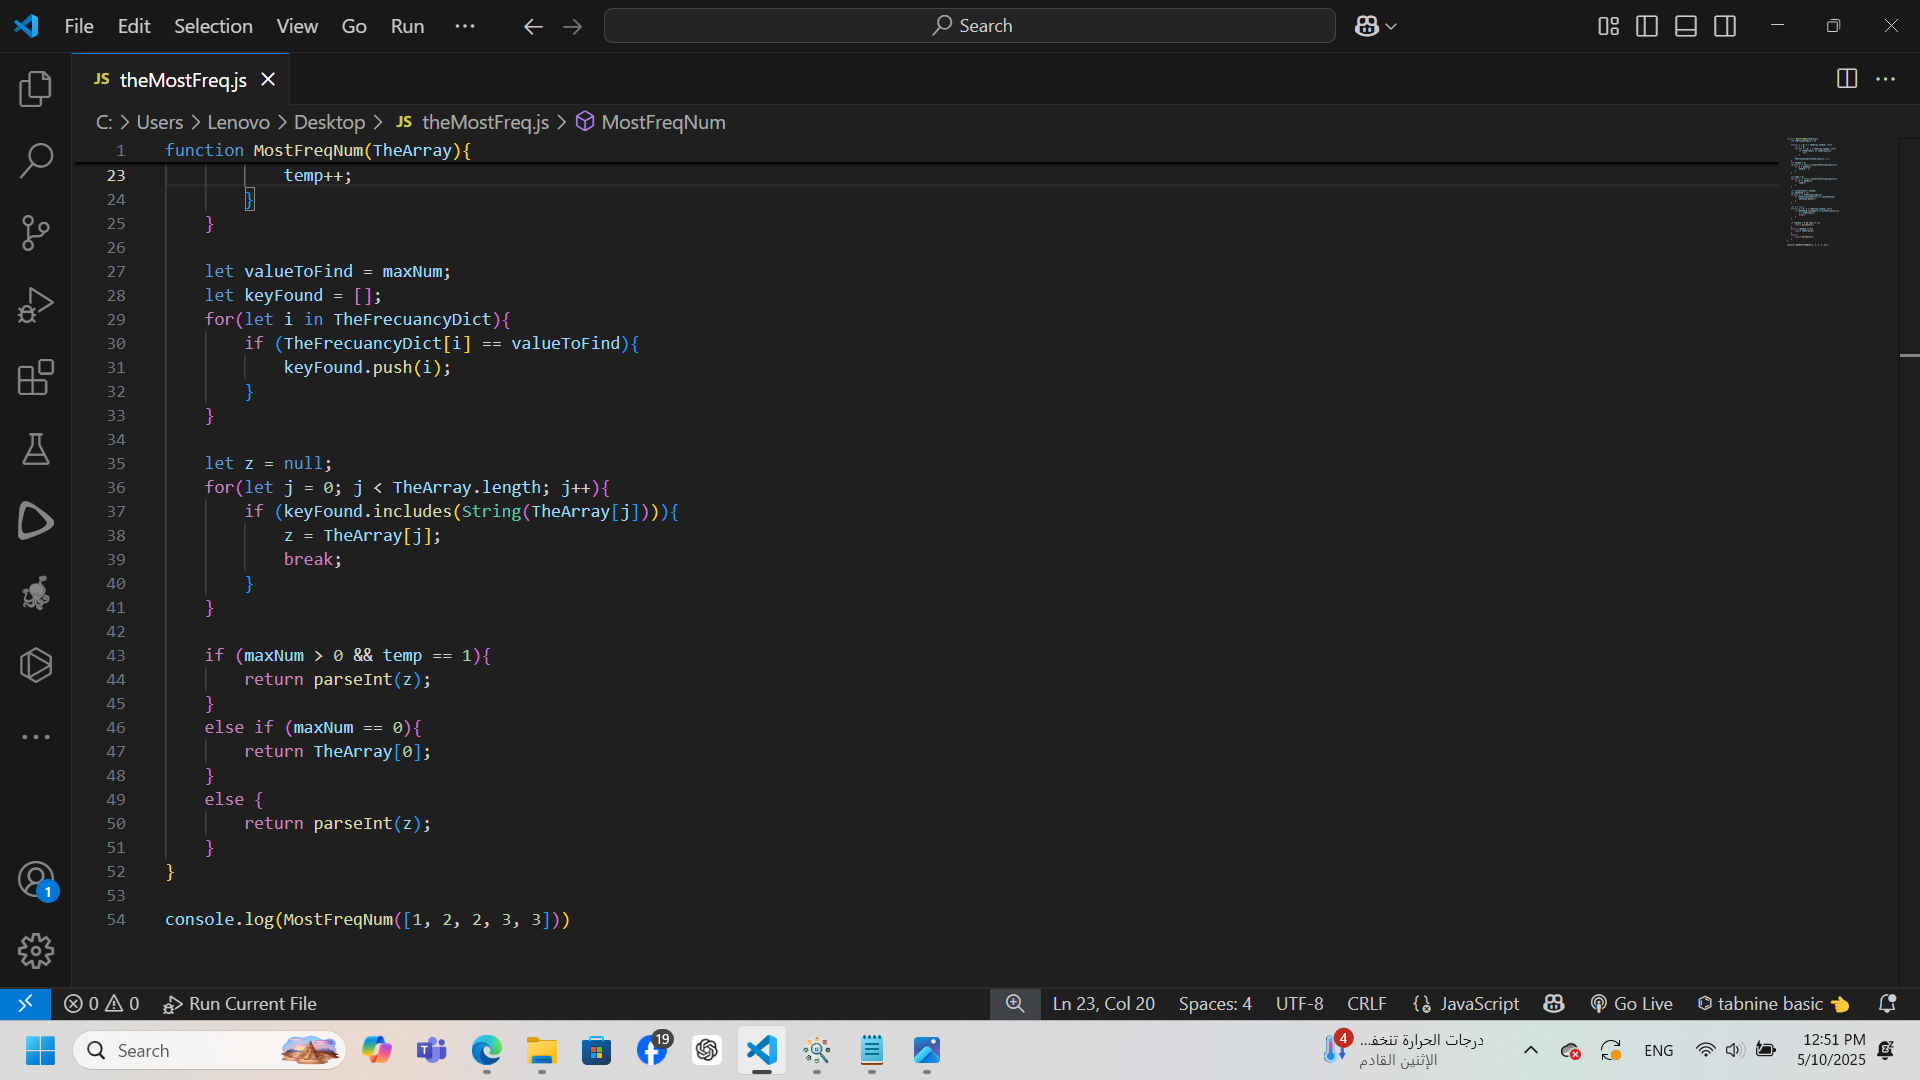 File Edit Selection View Go Run ··· Search
JS theMostFreq.js
C: > Users > Lenovo > Desktop > JS theMostFreq.js > MostFreqNum
1 function MostFreqNum(TheArray){
23 temp++;
24 }
25 }
26
27 let valueToFind = maxNum;
28 let keyFound = [];
29 for(let i in TheFrecuancyDict){
30 if (TheFrecuancyDict[i] == valueToFind){
31 keyFound.push(i);
32 }
33 }
34
35 let z = null;
36 for(let j = 0; j < TheArray.length; j++){
37 if (keyFound.includes(String(TheArray[j]))){
38 z = TheArray[j];
39 break;
40 }
41 }
42
43 if (maxNum > 0 && temp == 1){
44 return parseInt(z);
45 }
46 else if (maxNum == 0){
47 return TheArray[0];
48 }
49 else {
50 return parseInt(z);
51 }
52 }
53
54 console.log(MostFreqNum([1, 2, 2, 3, 3]))
1
0 0 Run Current File Ln 23, Col 20 Spaces: 4 UTF-8 CRLF {} JavaScript Go Live tabnine basic
Search 19 4 درجات الحرارة تنخفـ... ENG 12:51 PM
الإثنين القادم 5/10/2025